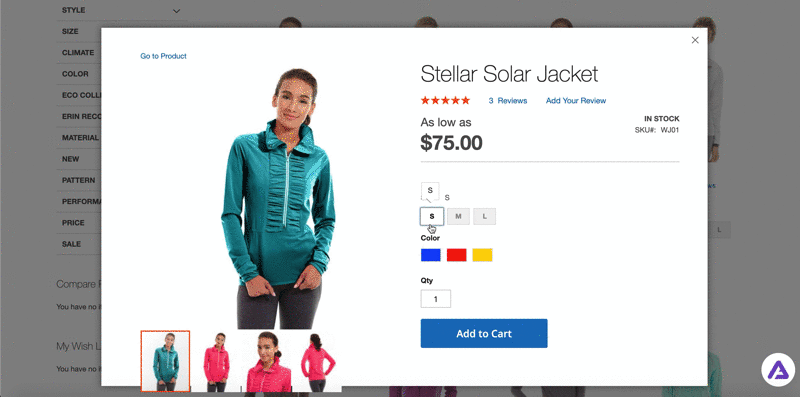 STYLE
SIZE
CLIMATE
COLOR
ECO COLL
ERIN RECO
MATERIAL
NEW
PATTERN
PERFORMA
PRICE
SALE
Compare P
You have no it
My Wish L
You have no it
Go to Product
Stellar Solar Jacket
3 Reviews Add Your Review
As low as
$75.00
IN STOCK
SKU#: WJ01
S
S
S M L
Color
Qty
1
Add to Cart
L